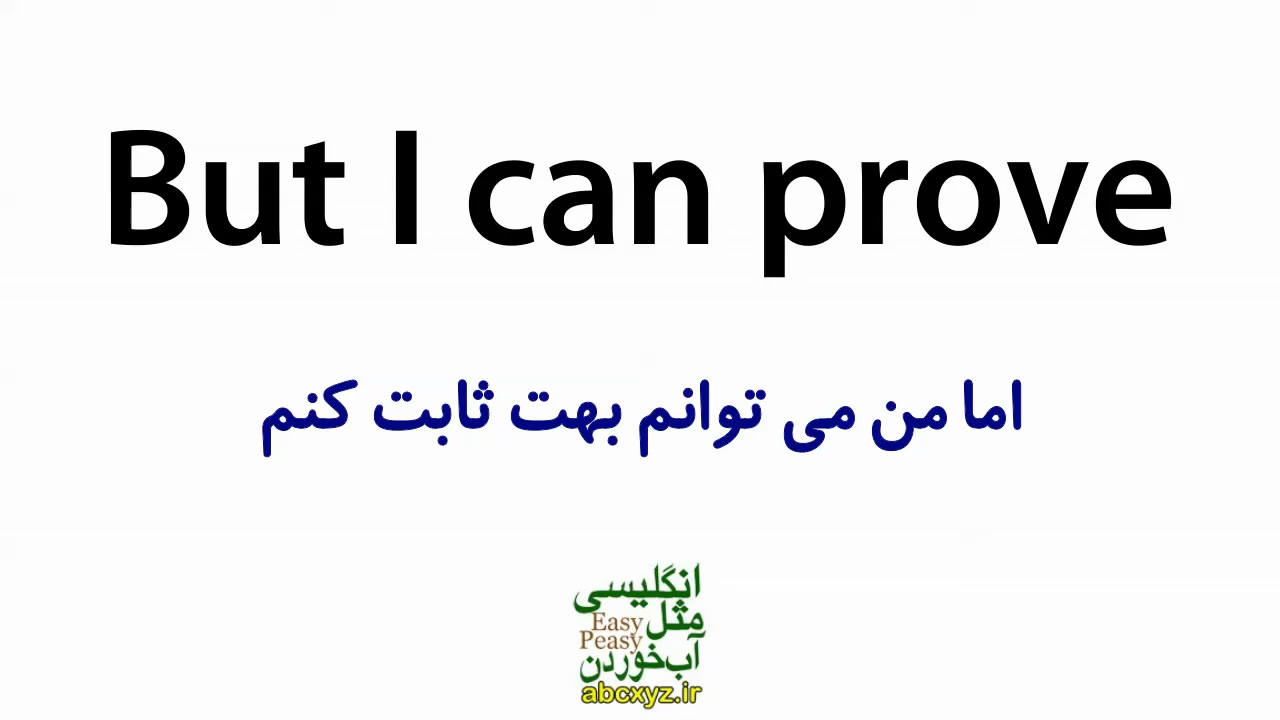 But I can prove
اما من می توانم بهت ثابت کنم
انگلیسی
مثل Easy
Peasy
آب خوردن
abcxyz.ir